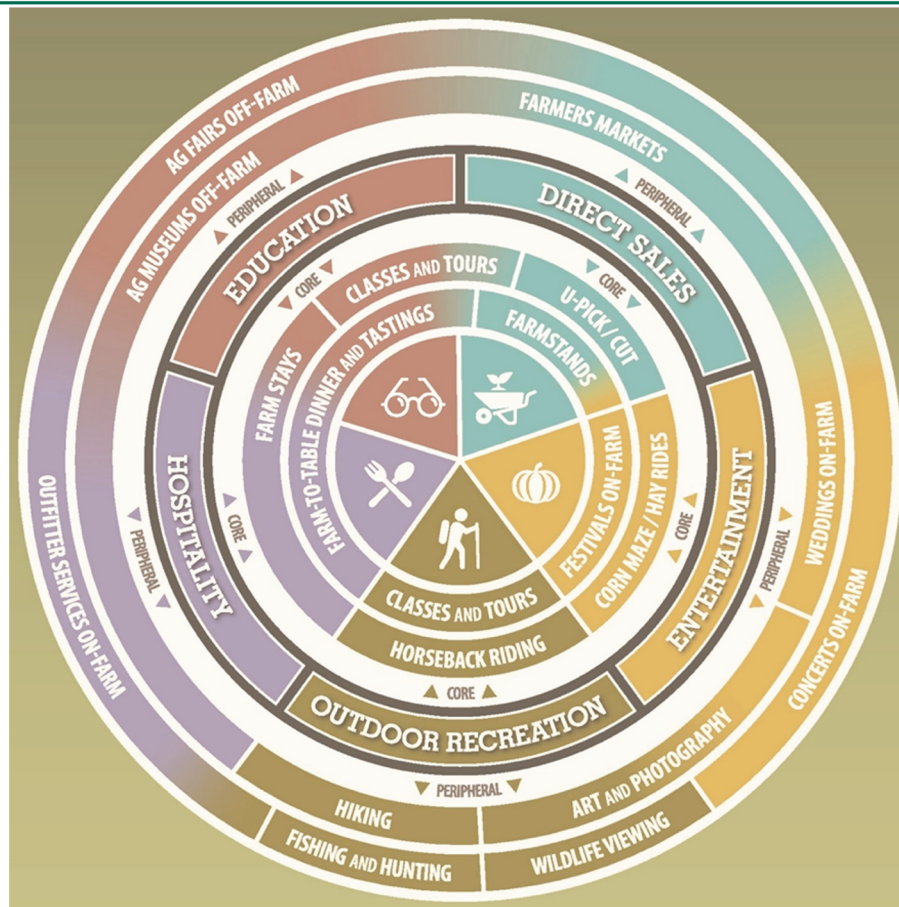 AG FAIRS OFF-FARM
AG MUSEUMS OFF-FARM
FARMERS MARKETS
PERIPHERAL
PERIPHERAL
EDUCATION
DIRECT SALES
CORE
CORE
CLASSES AND TOURS
U-PICK / CUT
FARM STAYS
FARM-TO-TABLE DINNER AND TASTINGS
FARMSTANDS
HOSPITALITY
CORE
PERIPHERAL
OUTFITTER SERVICES ON-FARM
FESTIVALS ON-FARM
CORN MAZE / HAY RIDES
CORE
ENTERTAINMENT
PERIPHERAL
WEDDINGS ON-FARM
CONCERTS ON-FARM
CLASSES AND TOURS
HORSEBACK RIDING
CORE
OUTDOOR RECREATION
PERIPHERAL
HIKING
ART AND PHOTOGRAPHY
FISHING AND HUNTING
WILDLIFE VIEWING